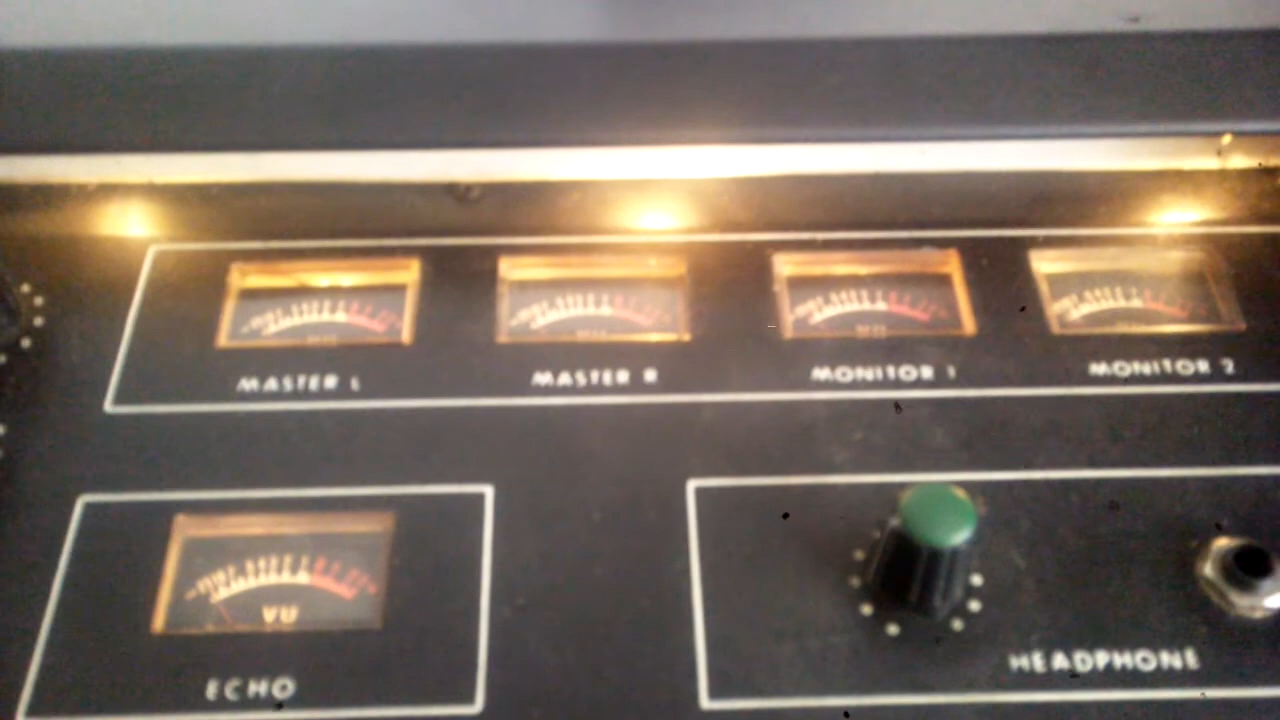 MASTER L MASTER R MONITOR 1 MONITOR 2
VU
ECHO
HEADPHONE